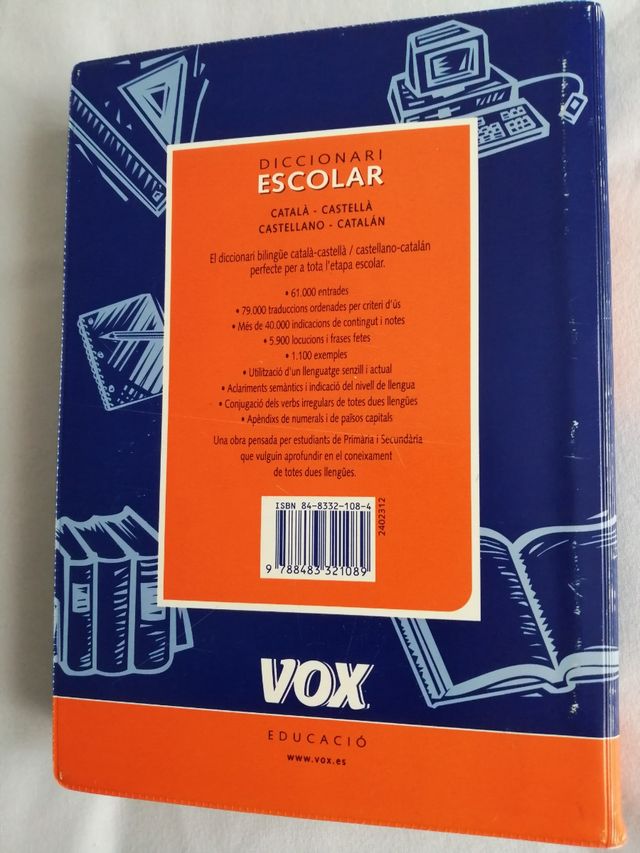 DICCIONARI
ESCOLAR
CATALÀ - CASTELLÀ
CASTELLANO - CATALÁN
El diccionari bilingüe català-castellà / castellano-catalán
perfecte per a tota l'etapa escolar.
• 61.000 entrades
• 79.000 traduccions ordenades per criteri d'ús
• Més de 40.000 indicacions de contingut i notes
• 5.900 locucions i frases fetes
• 1.100 exemples
• Utilització d'un llenguatge senzill i actual
• Aclariments semàntics i indicació del nivell de llengua
• Conjugació dels verbs irregulars de totes dues llengües
• Apèndixs de numerals i de països capitals
Una obra pensada per estudiants de Primària i Secundària
que vulguin aprofundir en el coneixament
de totes dues llengües.
ISBN 84-8332-108-4
9 788483 321089
2402312
VOX
EDUCACIÓ
www.vox.es